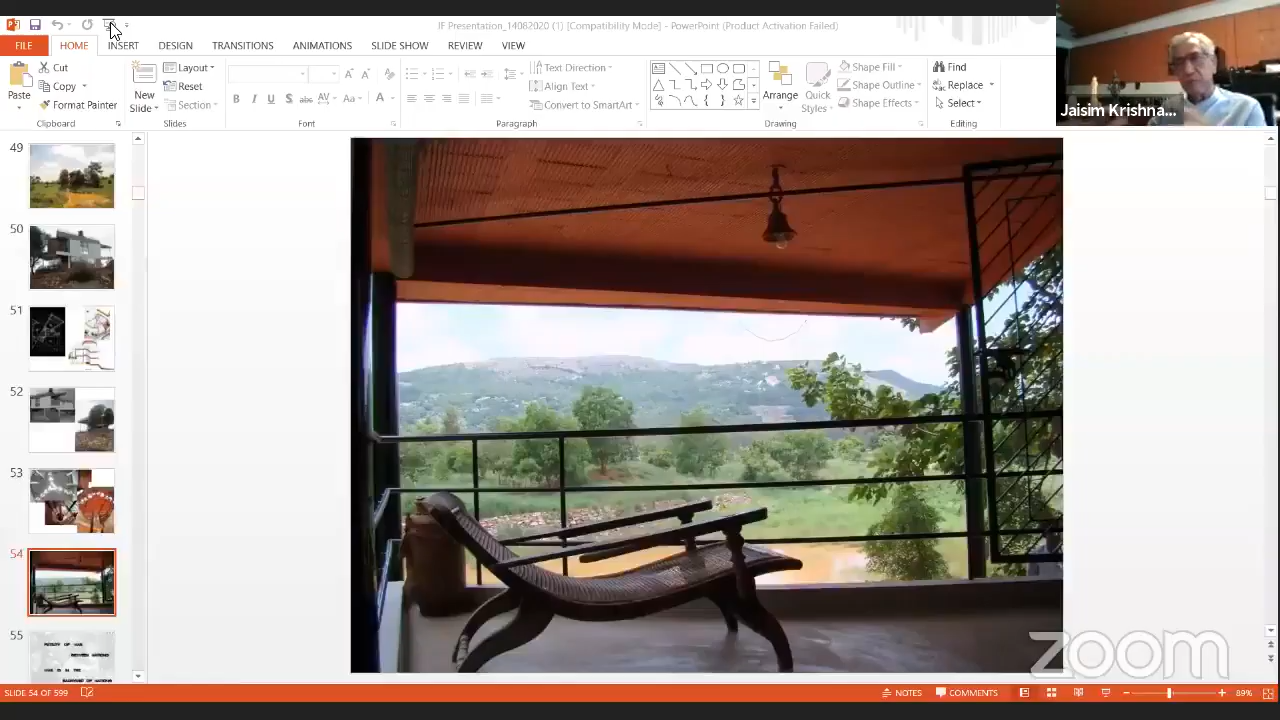 IF Presentation_14082020 (1) [Compatibility Mode] - PowerPoint (Product Activation Failed)
FILE HOME INSERT DESIGN TRANSITIONS ANIMATIONS SLIDE SHOW REVIEW VIEW
Paste
Cut
Copy
Format Painter
Clipboard
New Slide
Layout
Reset
Section
Slides
B I U S abc AV Aa A
Font
Text Direction
Align Text
Convert to SmartArt
Paragraph
Arrange
Quick Styles
Shape Fill
Shape Outline
Shape Effects
Drawing
Find
Replace
Select
Editing
Jaisim Krishna...
49
50
51
52
53
54
55
zoom
SLIDE 54 OF 599
NOTES
COMMENTS
89%